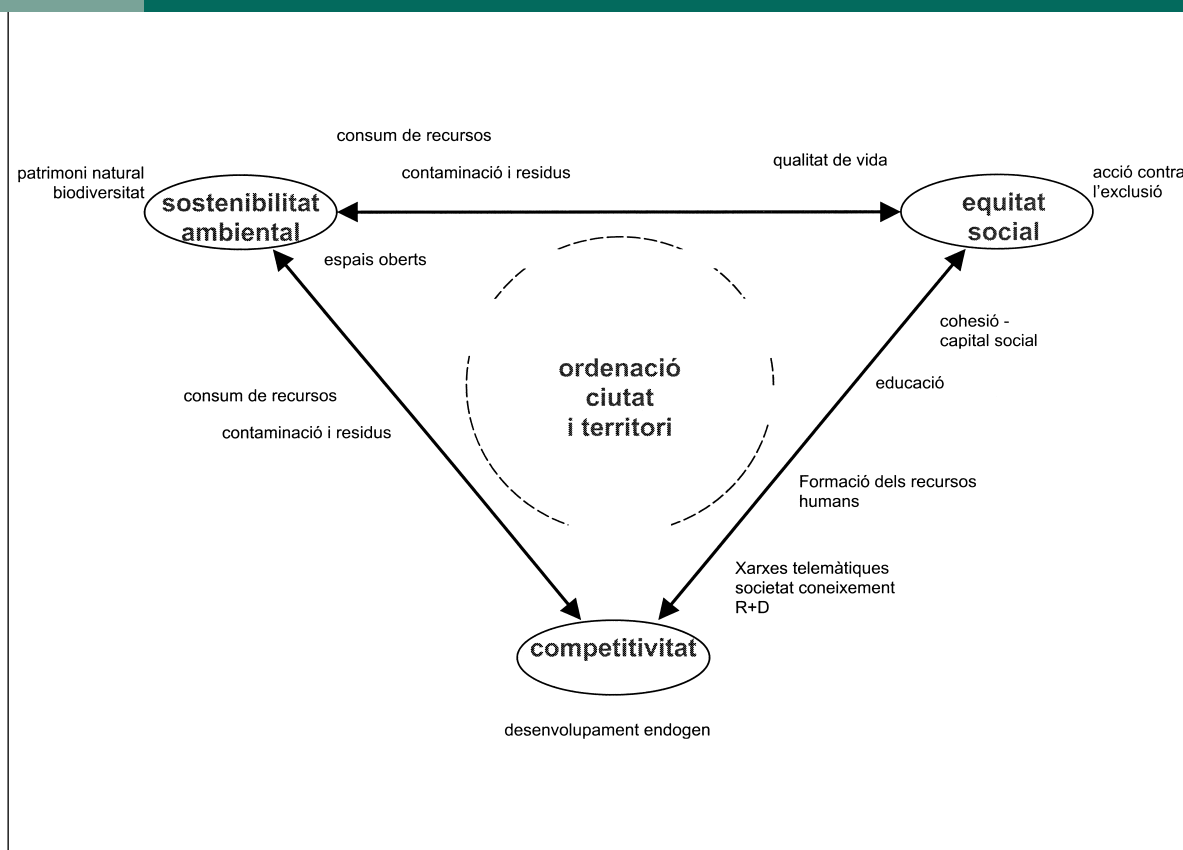 consum de recursos
patrimoni natural
biodiversitat
contaminació i residus
qualitat de vida
acció contra
l'exclusió
sostenibilitat
ambiental
equitat
social
espais oberts
cohesió -
capital social
ordenació
ciutat
i territori
educació
consum de recursos
contaminació i residus
Formació dels recursos
humans
Xarxes telemàtiques
societat coneixement
R+D
competitivitat
desenvolupament endogen